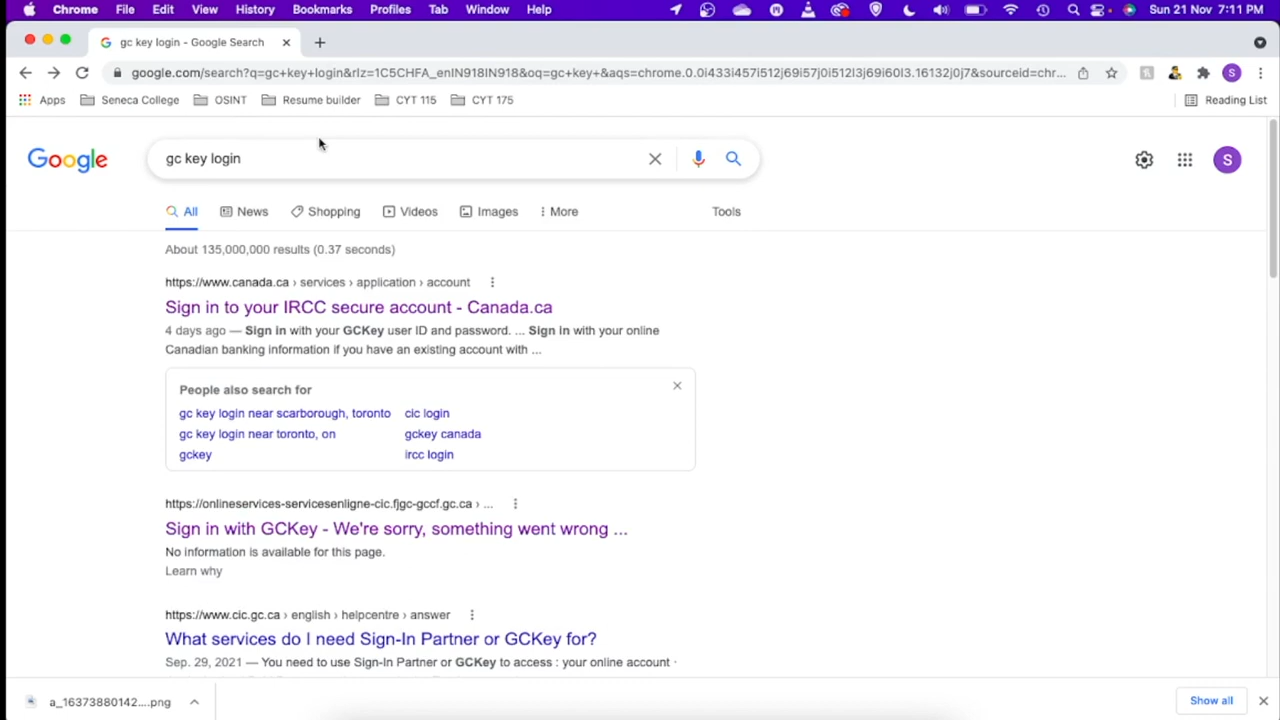 Chrome File Edit View History Bookmarks Profiles Tab Window Help Sun 21 Nov 7:11 PM
gc key login - Google Search
google.com/search?q=gc+key+login&rlz=1C5CHFA_enIN918IN918&oq=gc+key+&aqs=chrome.0.0i433i457i512j69i57j0i512l3j69i60l3.16132j0j7&sourceid=chr...
Apps Seneca College OSINT Resume builder CYT 115 CYT 175 Reading List
Google gc key login S
All News Shopping Videos Images More Tools
About 135,000,000 results (0.37 seconds)
https://www.canada.ca › services › application › account
Sign in to your IRCC secure account - Canada.ca
4 days ago — Sign in with your GCKey user ID and password. ... Sign in with your online
Canadian banking information if you have an existing account with ...
People also search for
gc key login near scarborough, toronto cic login
gc key login near toronto, on gckey canada
gckey ircc login
https://onlineservices-servicesenligne-cic.fjgc-gccf.gc.ca › ...
Sign in with GCKey - We're sorry, something went wrong ...
No information is available for this page.
Learn why
https://www.cic.gc.ca › english › helpcentre › answer
What services do I need Sign-In Partner or GCKey for?
Sep. 29, 2021 — You need to use Sign-In Partner or GCKey to access : your online account ·
a_16373880142....png Show all